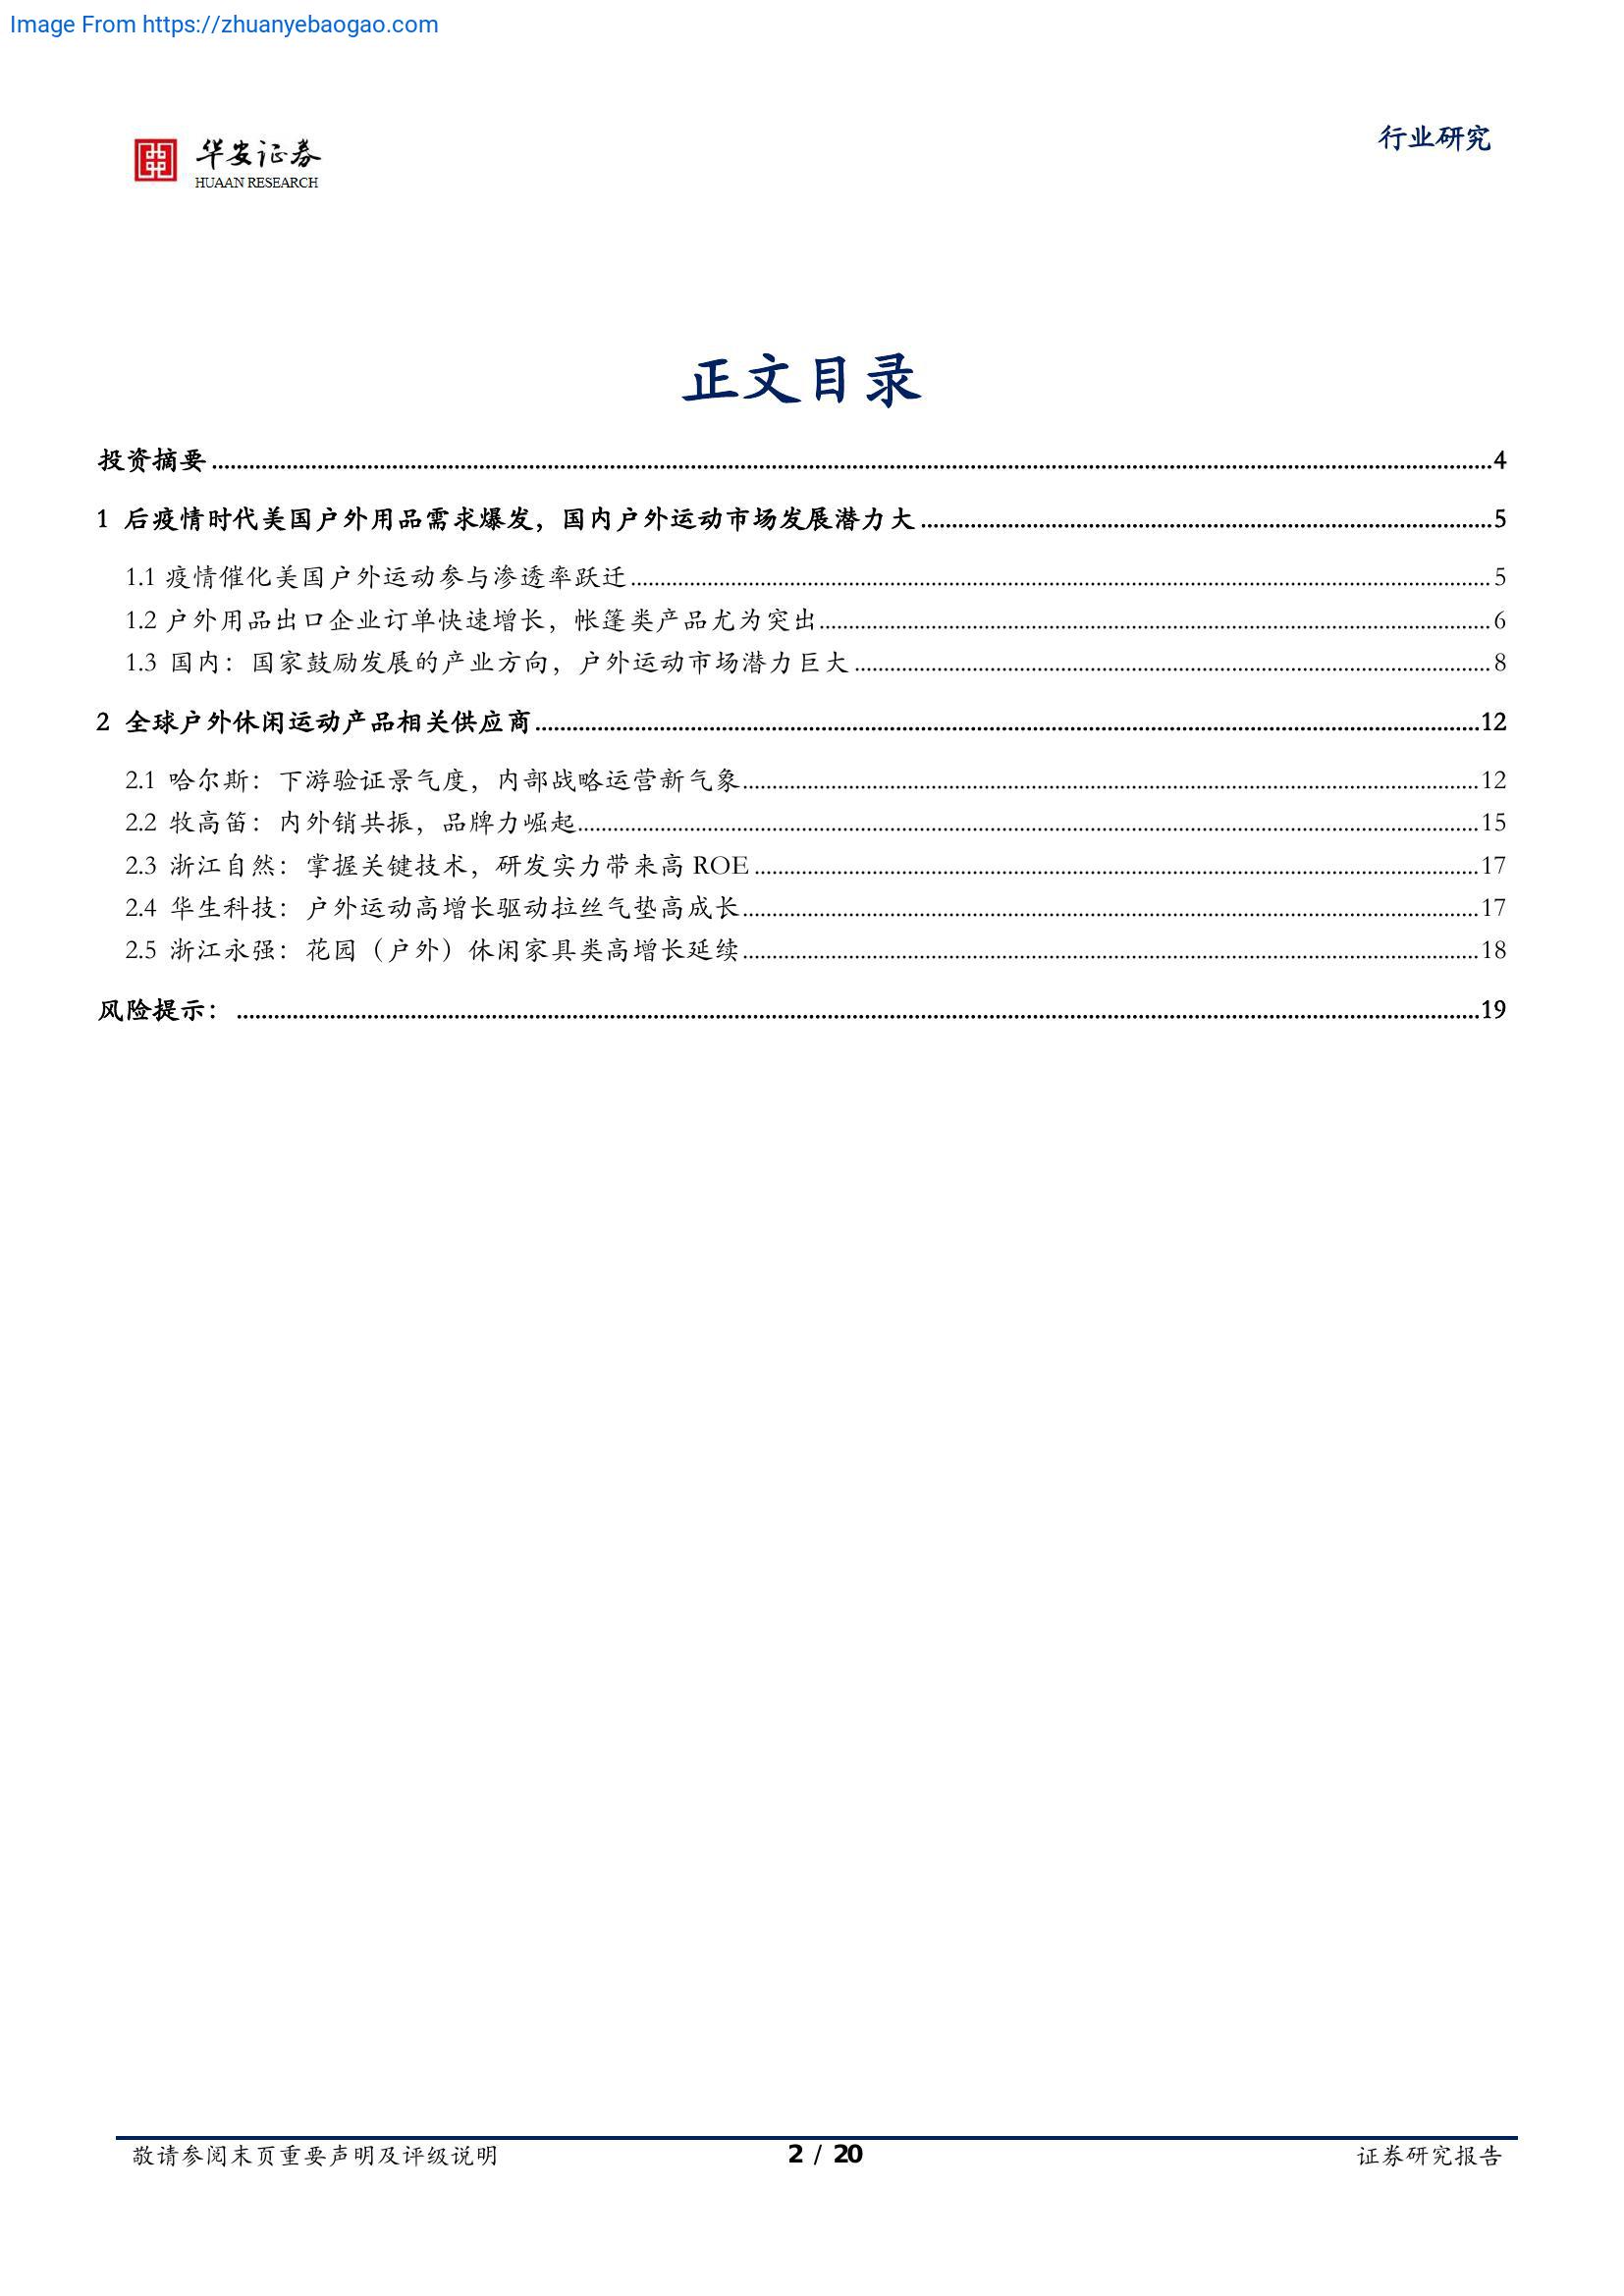 Image From https://zhuanyebaogao.com
华安证券
HUAAN RESEARCH
行业研究
正文目录
投资摘要 4
1 后疫情时代美国户外用品需求爆发，国内户外运动市场发展潜力大 5
1.1 疫情催化美国户外运动参与渗透率跃迁 5
1.2 户外用品出口企业订单快速增长，帐篷类产品尤为突出 6
1.3 国内：国家鼓励发展的产业方向，户外运动市场潜力巨大 8
2 全球户外休闲运动产品相关供应商 12
2.1 哈尔斯：下游验证景气度，内部战略运营新气象 12
2.2 牧高笛：内外销共振，品牌力崛起 15
2.3 浙江自然：掌握关键技术，研发实力带来高 ROE 17
2.4 华生科技：户外运动高增长驱动拉丝气垫高成长 17
2.5 浙江永强：花园（户外）休闲家具类高增长延续 18
风险提示： 19
敬请参阅末页重要声明及评级说明
2 / 20
证券研究报告